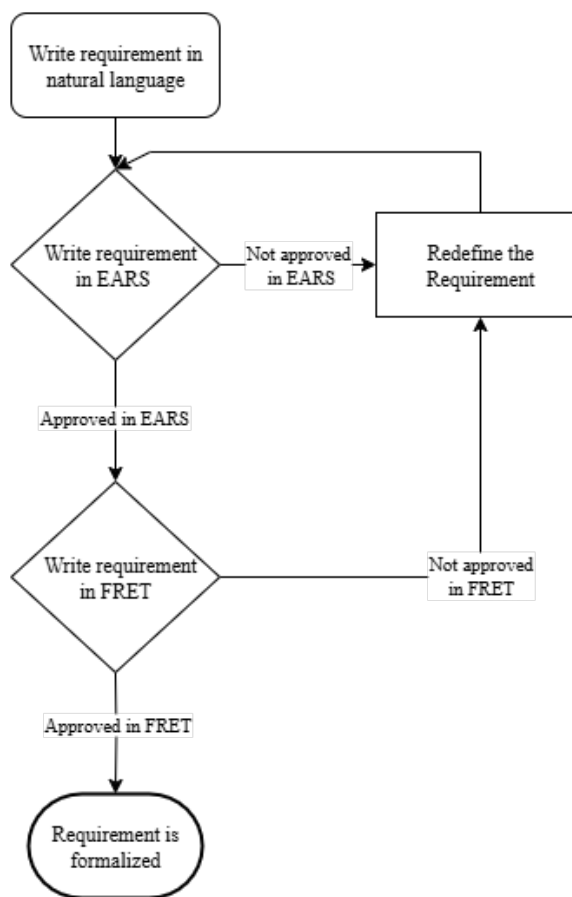 Write requirement in
natural language
Write requirement
in EARS
Not approved
in EARS
Redefine the
Requirement
Approved in EARS
Write requirement
in FRET
Not approved
in FRET
Approved in FRET
Requirement is
formalized